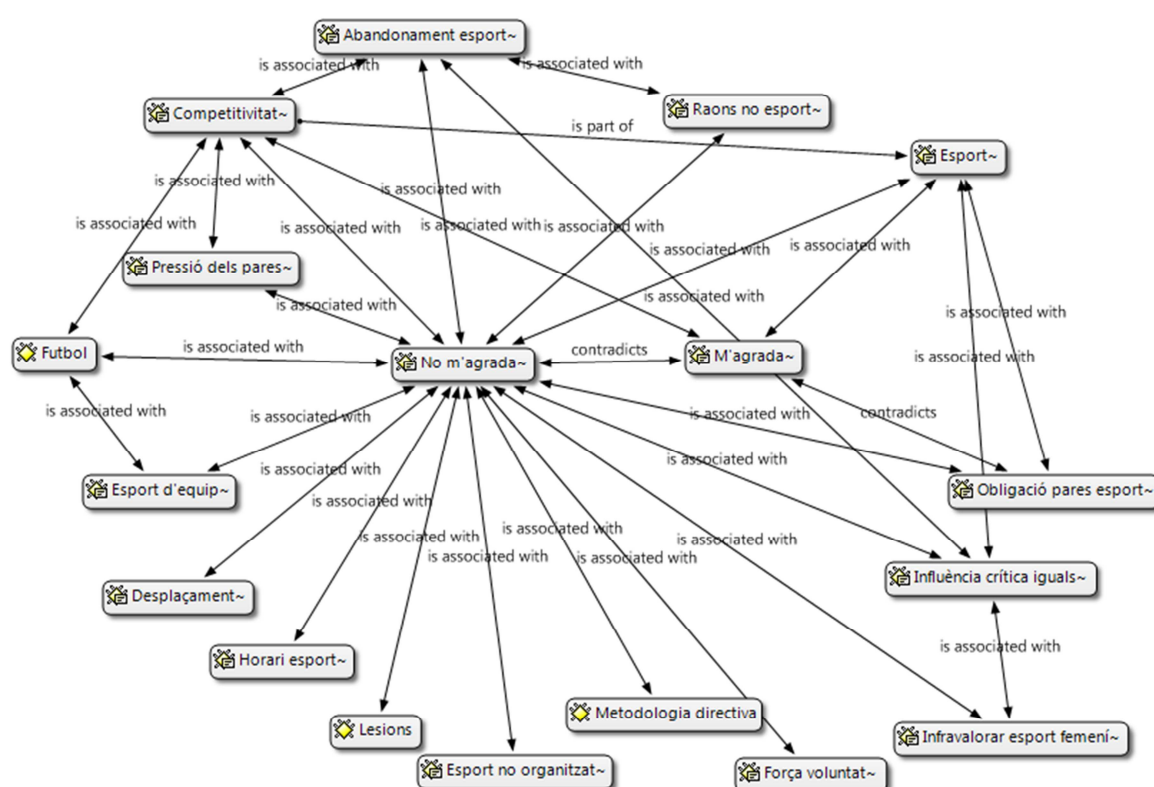 Abandonament esport~
is associated with
is associated with
Competitivitat~
Raons no esport~
is part of
Esport~
is associated with
is associated with
is associated with
is associated with
is associated with
is associated with
is associated with
is associated with
Pressió dels pares~
is associated with
is associated with
is associated with
Futbol
is associated with
No m'agrada~
contradicts
M'agrada~
is associated with
is associated with
is associated with
contradicts
is associated with
is associated with
Esport d'equip~
Obligació pares esport~
is associated with
is associated with
is associated with
is associated with
is associated with
is associated with
Desplaçament~
Influència crítica iguals~
is associated with
Horari esport~
Lesions
Metodologia directiva
Infravalorar esport femení~
Esport no organitzat~
Força voluntat~